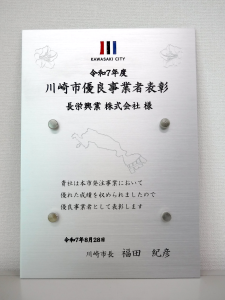 KAWASAKI CITY
令和7年度
川崎市優良事業者表彰
長栄興業 株式会社 様
貴社は本市発注事業において
優れた成績を収められましたので
優良事業者として表彰します
令和7年8月28日
川崎市長 福田 紀彦